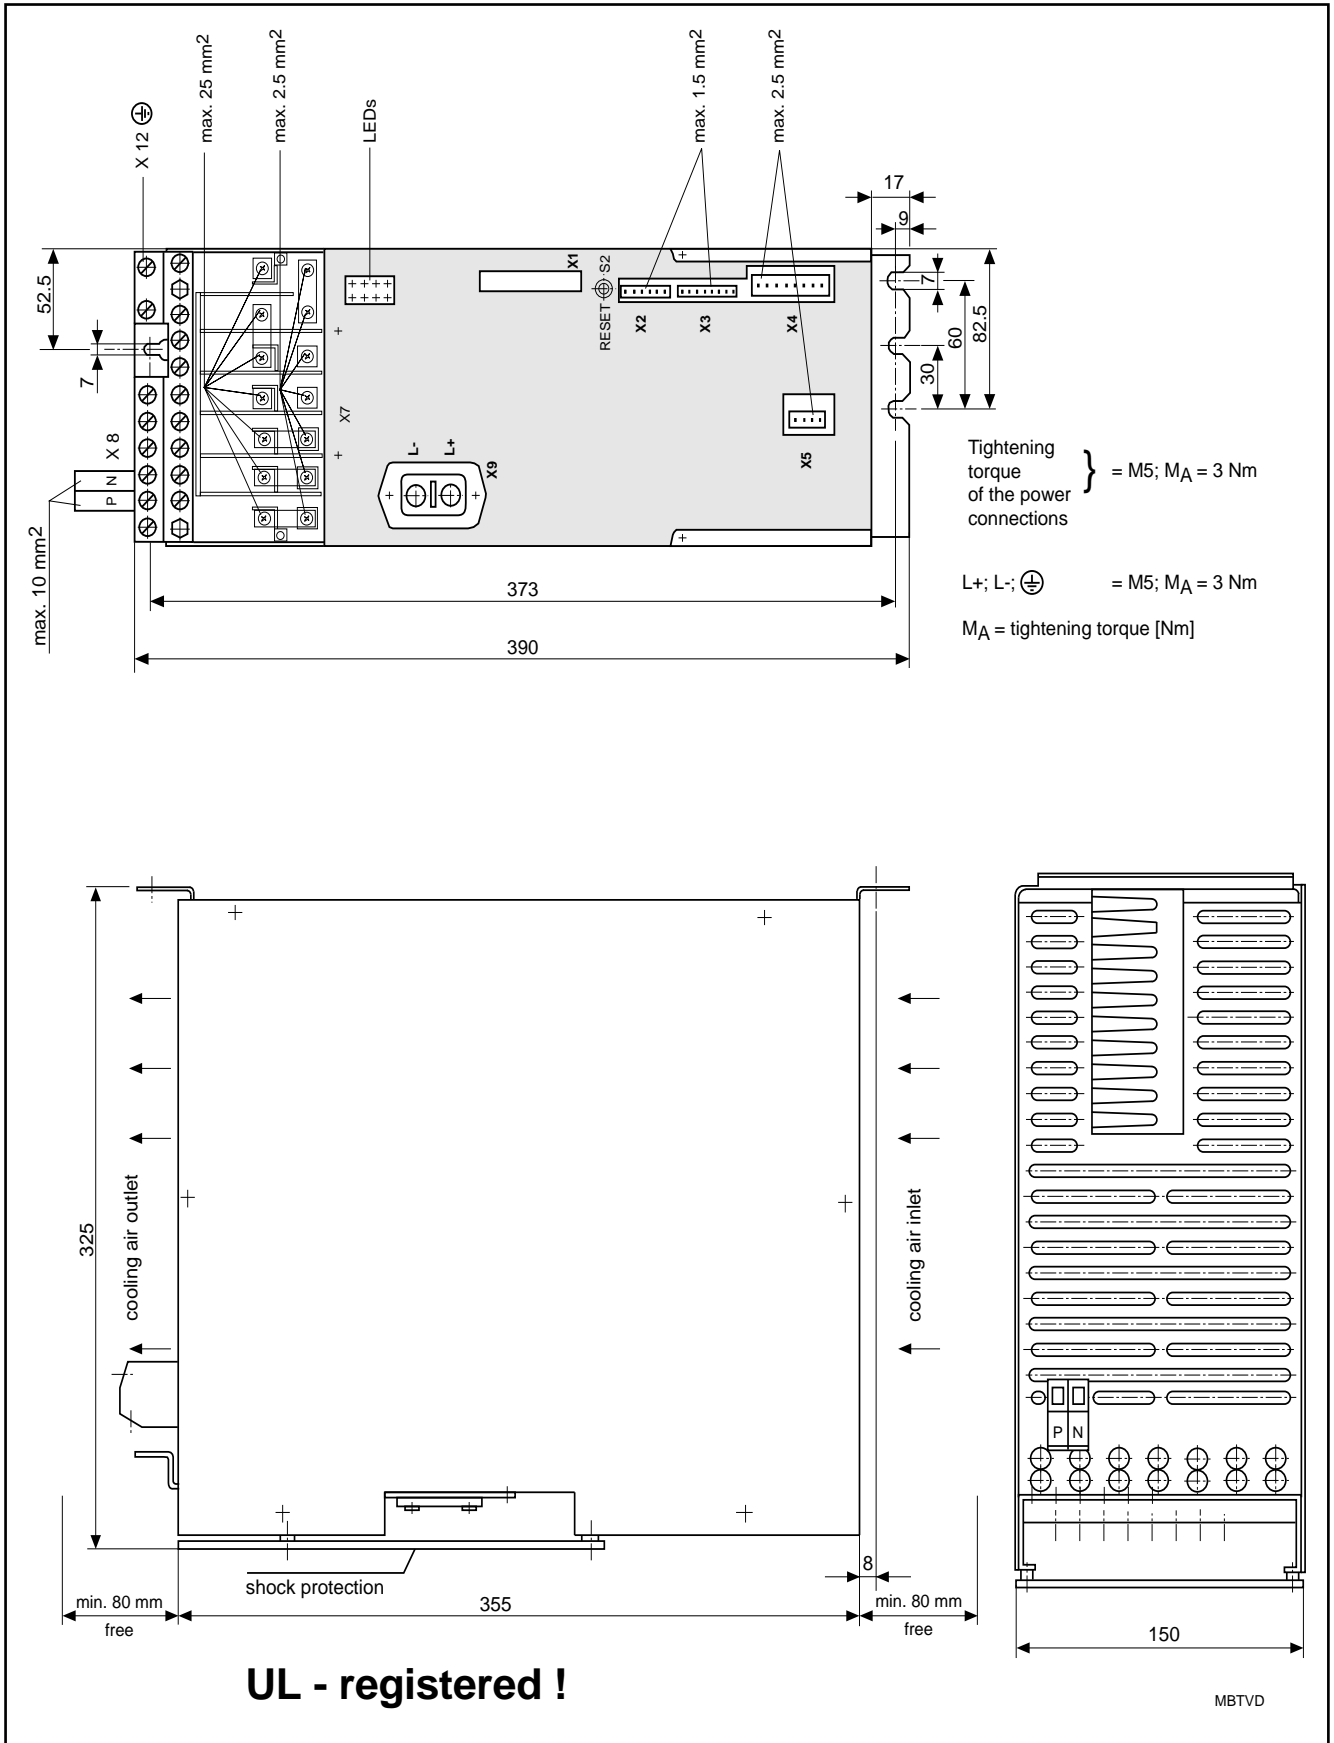 X 12
max. 25 mm2
max. 2.5 mm2
LEDs
max. 1.5 mm2
max. 2.5 mm2
17
9
52.5
7
X1
S2
RESET
X2
X3
X4
7
60
82.5
30
X 8
X7
L-
L+
X9
X5
N
P
max. 10 mm2
Tightening
torque
of the power
connections
} = M5; MA = 3 Nm
L+; L-; = M5; MA = 3 Nm
MA = tightening torque [Nm]
373
390
325
cooling air outlet
cooling air inlet
P N
shock protection
8
min. 80 mm
free
355
min. 80 mm
free
150
UL - registered !
MBTVD